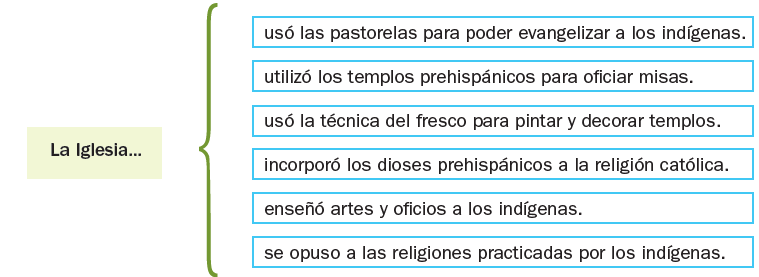 La Iglesia...
usó las pastorelas para poder evangelizar a los indígenas.
utilizó los templos prehispánicos para oficiar misas.
usó la técnica del fresco para pintar y decorar templos.
incorporó los dioses prehispánicos a la religión católica.
enseñó artes y oficios a los indígenas.
se opuso a las religiones practicadas por los indígenas.